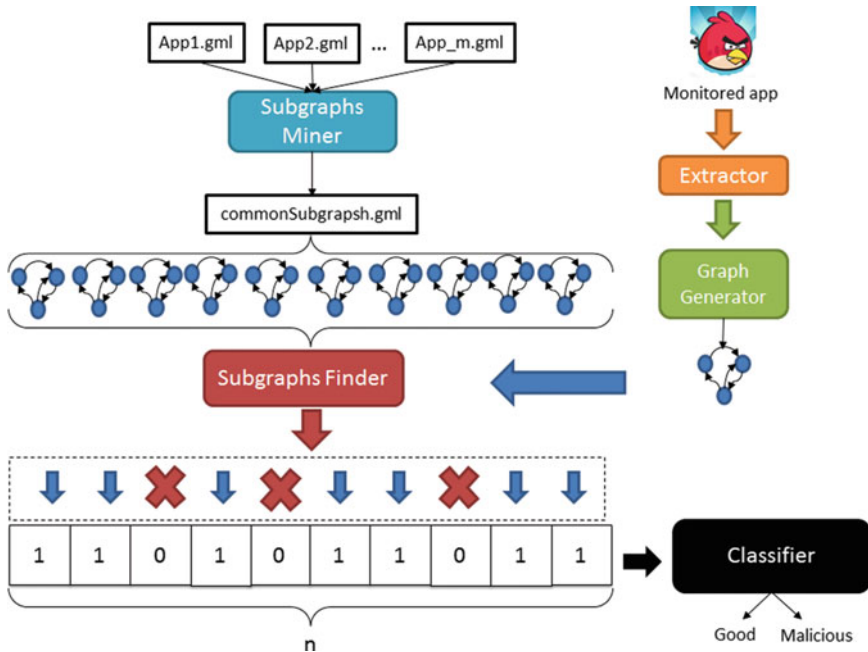 App1.gml
App2.gml
...
App_m.gml
Subgraphs
Miner
commonSubgrapsh.gml
Monitored app
Extractor
Graph
Generator
Subgraphs Finder
1 1 0 1 0 1 1 0 1 1
n
Classifier
Good
Malicious